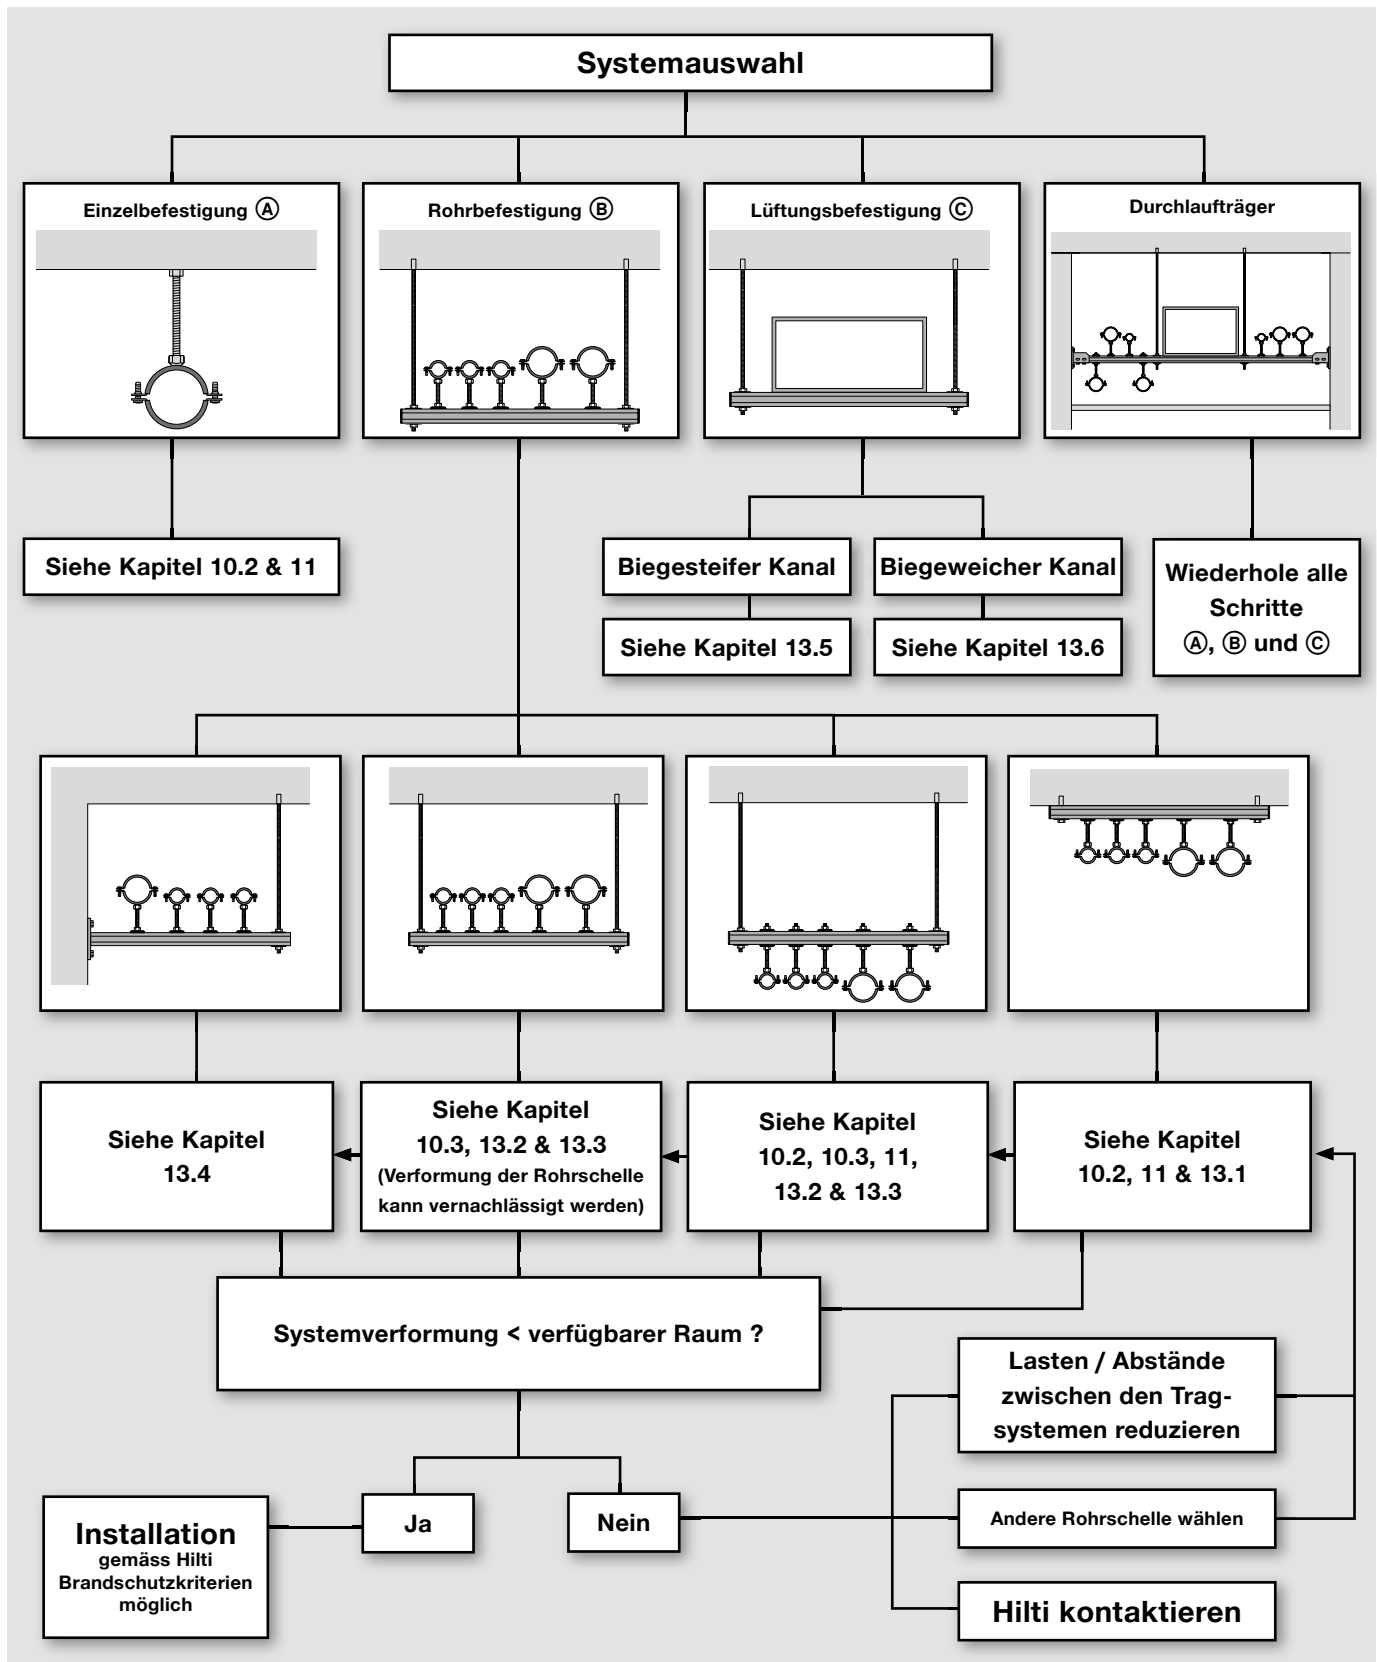 Systemauswahl
Einzelbefestigung Ⓐ
Rohrbefestigung Ⓑ
Lüftungsbefestigung Ⓒ
Durchlaufträger
Siehe Kapitel 10.2 & 11
Biegesteifer Kanal
Biegeweicher Kanal
Wiederhole alle
Schritte
Ⓐ, Ⓑ und Ⓒ
Siehe Kapitel 13.5
Siehe Kapitel 13.6
Siehe Kapitel
13.4
Siehe Kapitel
10.3, 13.2 & 13.3
(Verformung der Rohrschelle
kann vernachlässigt werden)
Siehe Kapitel
10.2, 10.3, 11,
13.2 & 13.3
Siehe Kapitel
10.2, 11 & 13.1
Systemverformung < verfügbarer Raum ?
Lasten / Abstände
zwischen den Trag-
systemen reduzieren
Installation
gemäss Hilti
Brandschutzkriterien
möglich
Ja
Nein
Andere Rohrschelle wählen
Hilti kontaktieren